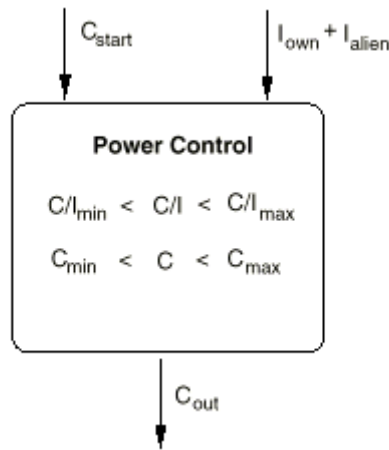 C_start
I_own + I_alien
Power Control
C/I_min < C/I < C/I_max
C_min < C < C_max
C_out